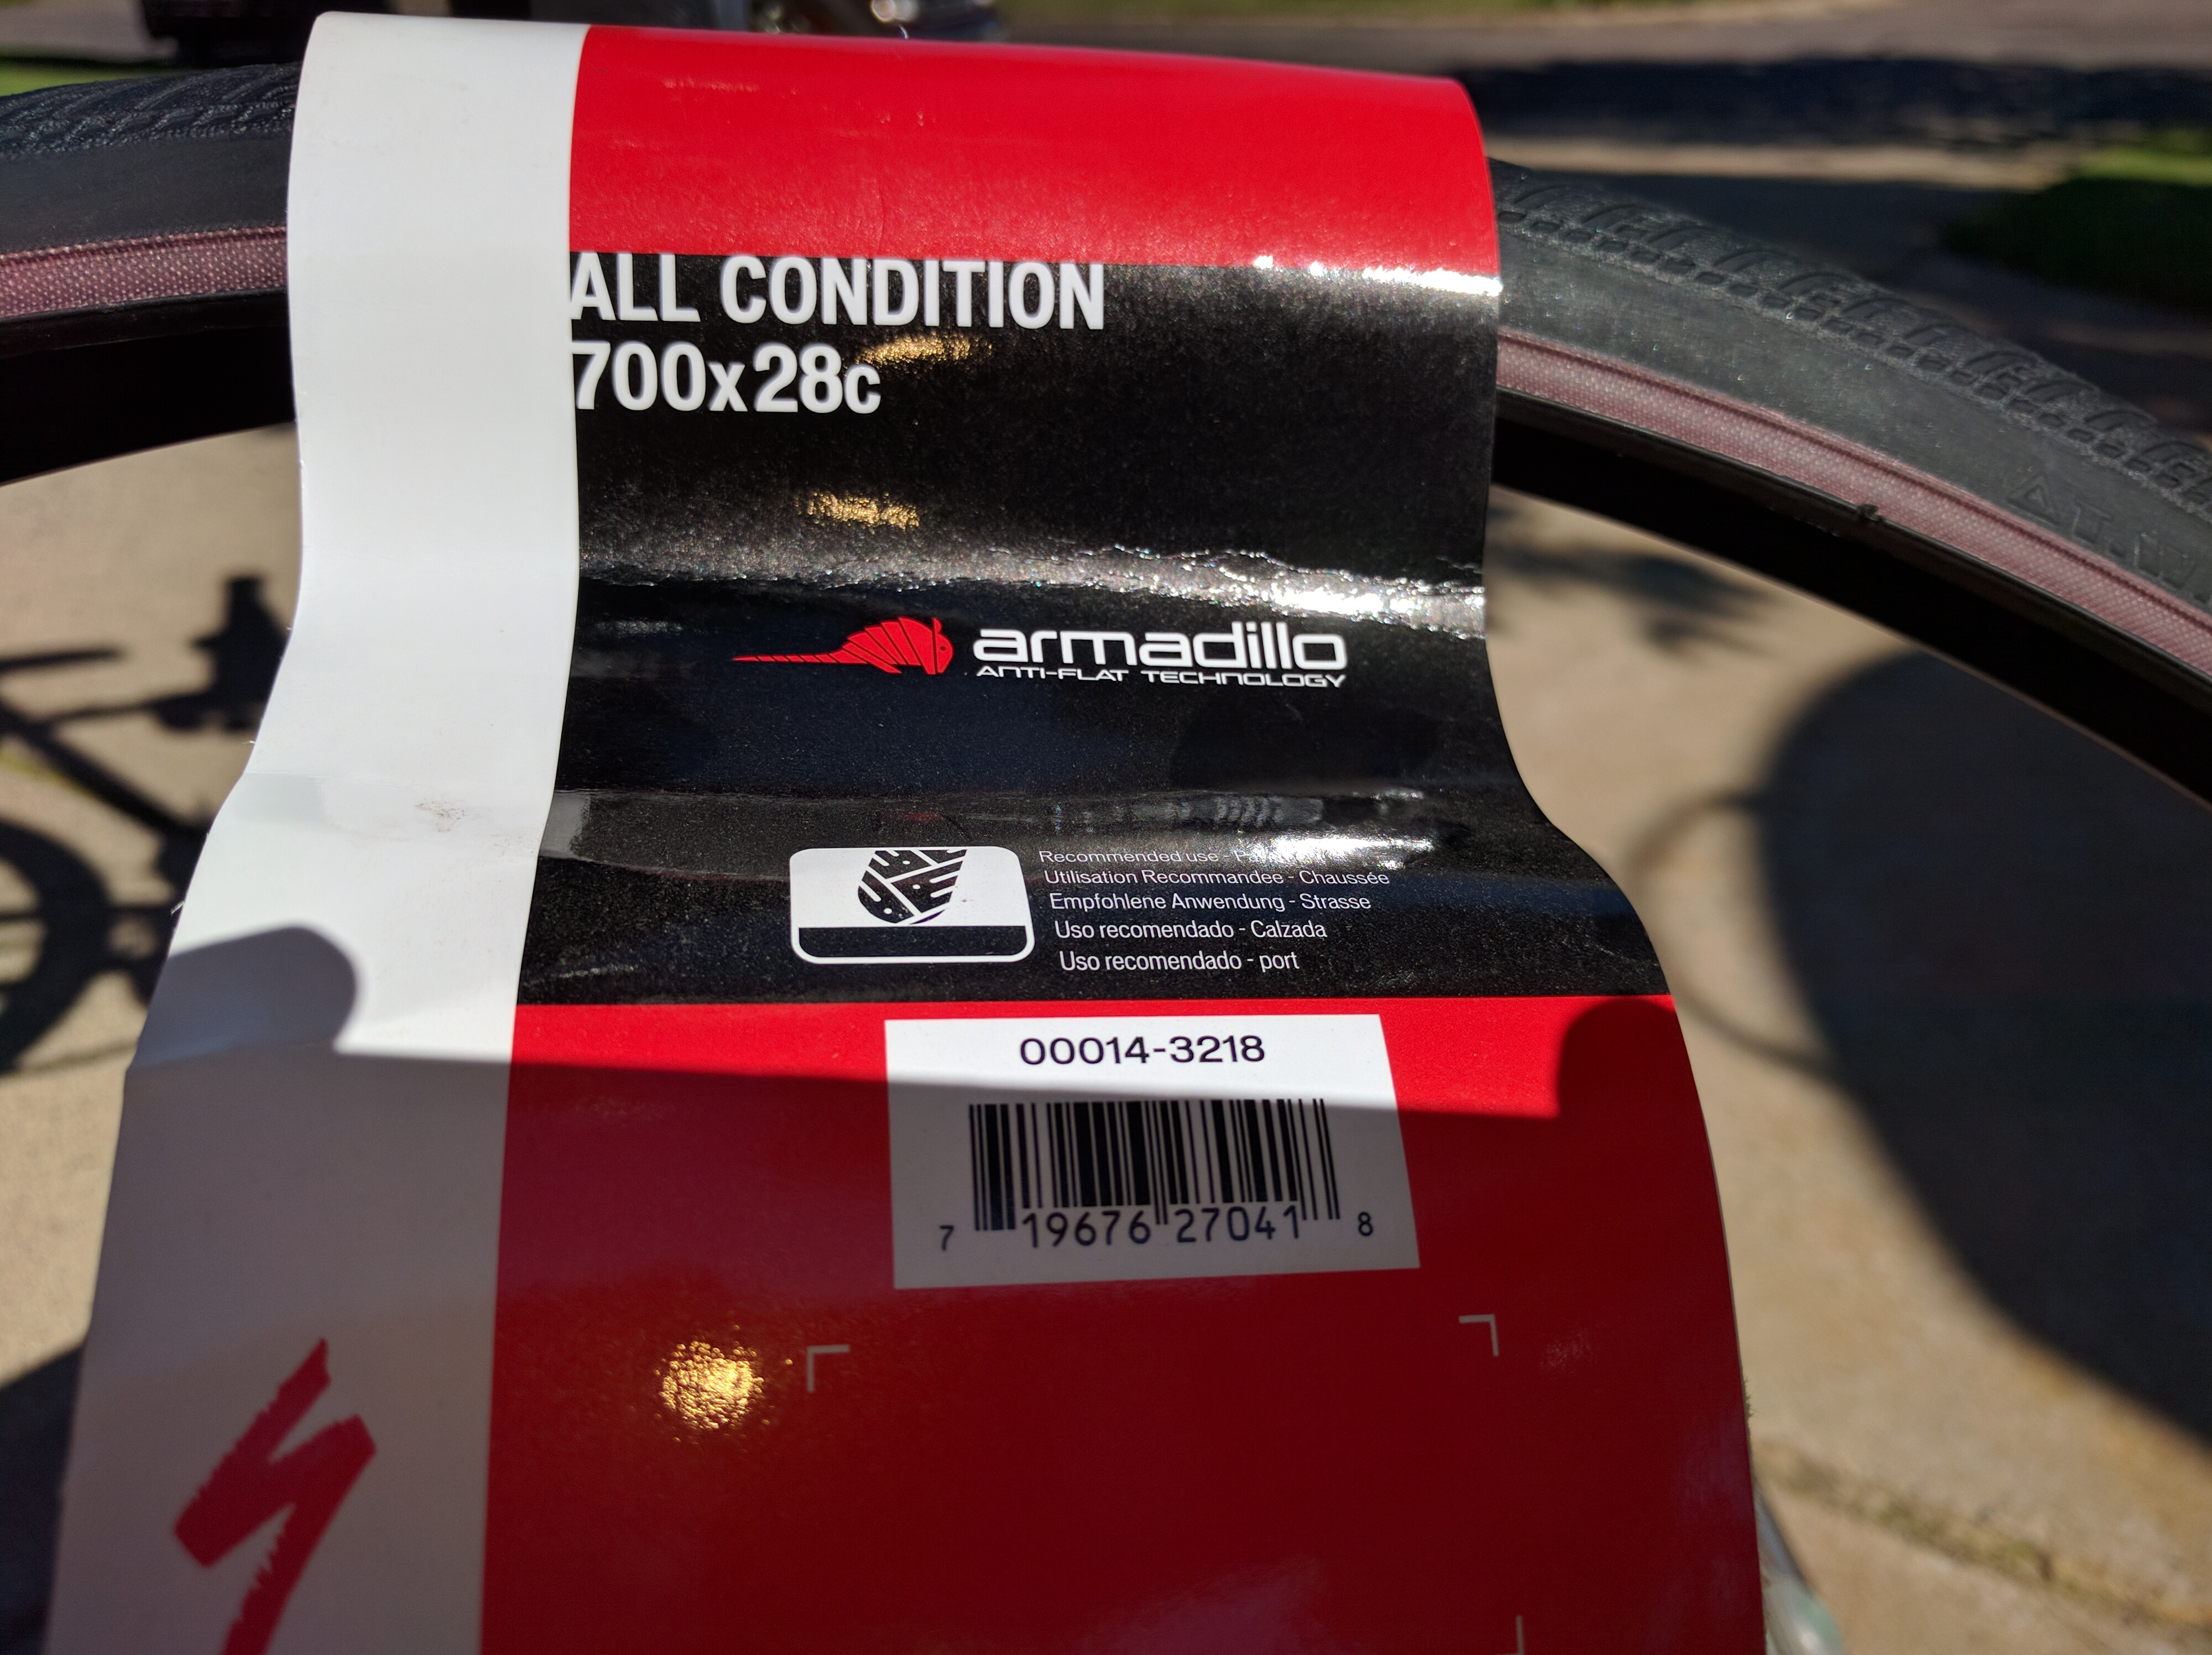 ALL CONDITION
700x28c
armadillo
ANTI-FLAT TECHNOLOGY
Recommended use -
Utilisation Recommandee - Chaussée
Empfohlene Anwendung - Strasse
Uso recomendado - Calzada
Uso recomendado - port
00014-3218
7 19676 27041 8